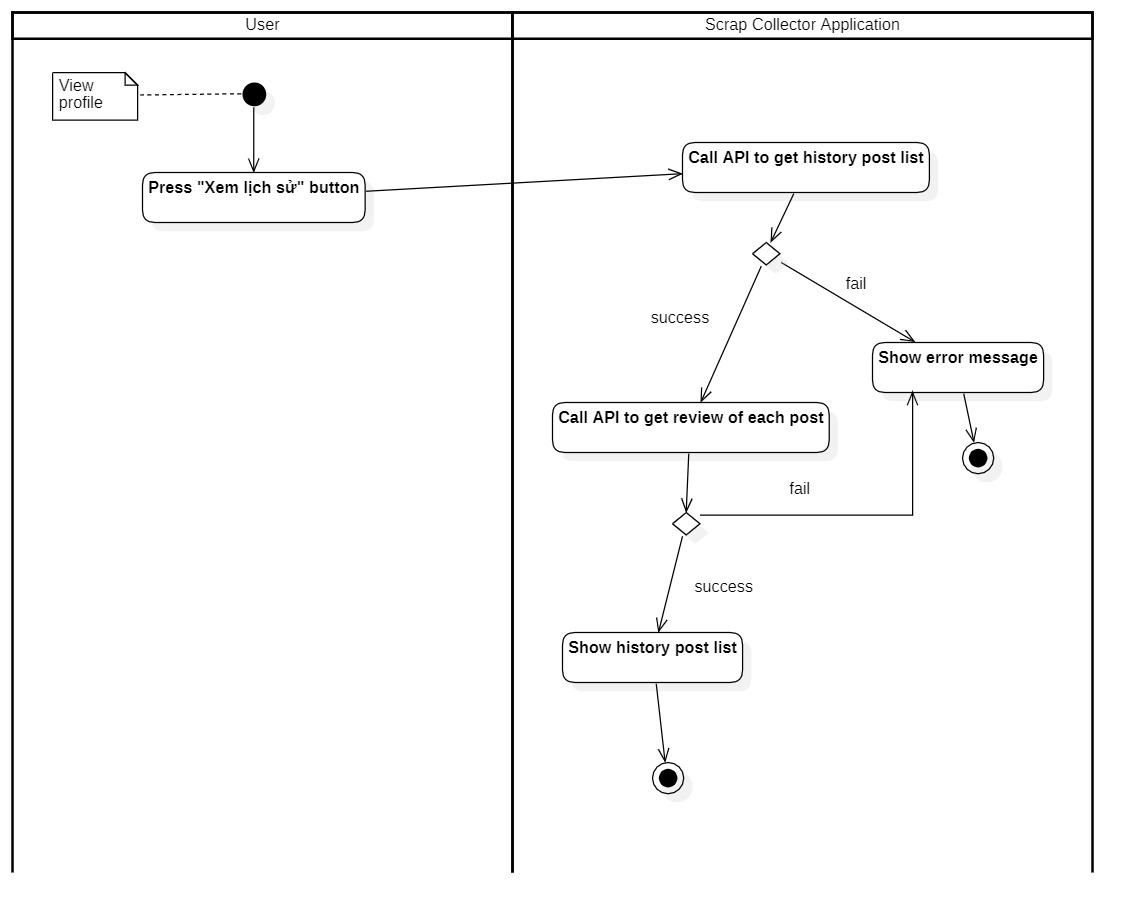 User
Scrap Collector Application
View
profile
Press "Xem lịch sử" button
Call API to get history post list
fail
success
Show error message
Call API to get review of each post
fail
success
Show history post list